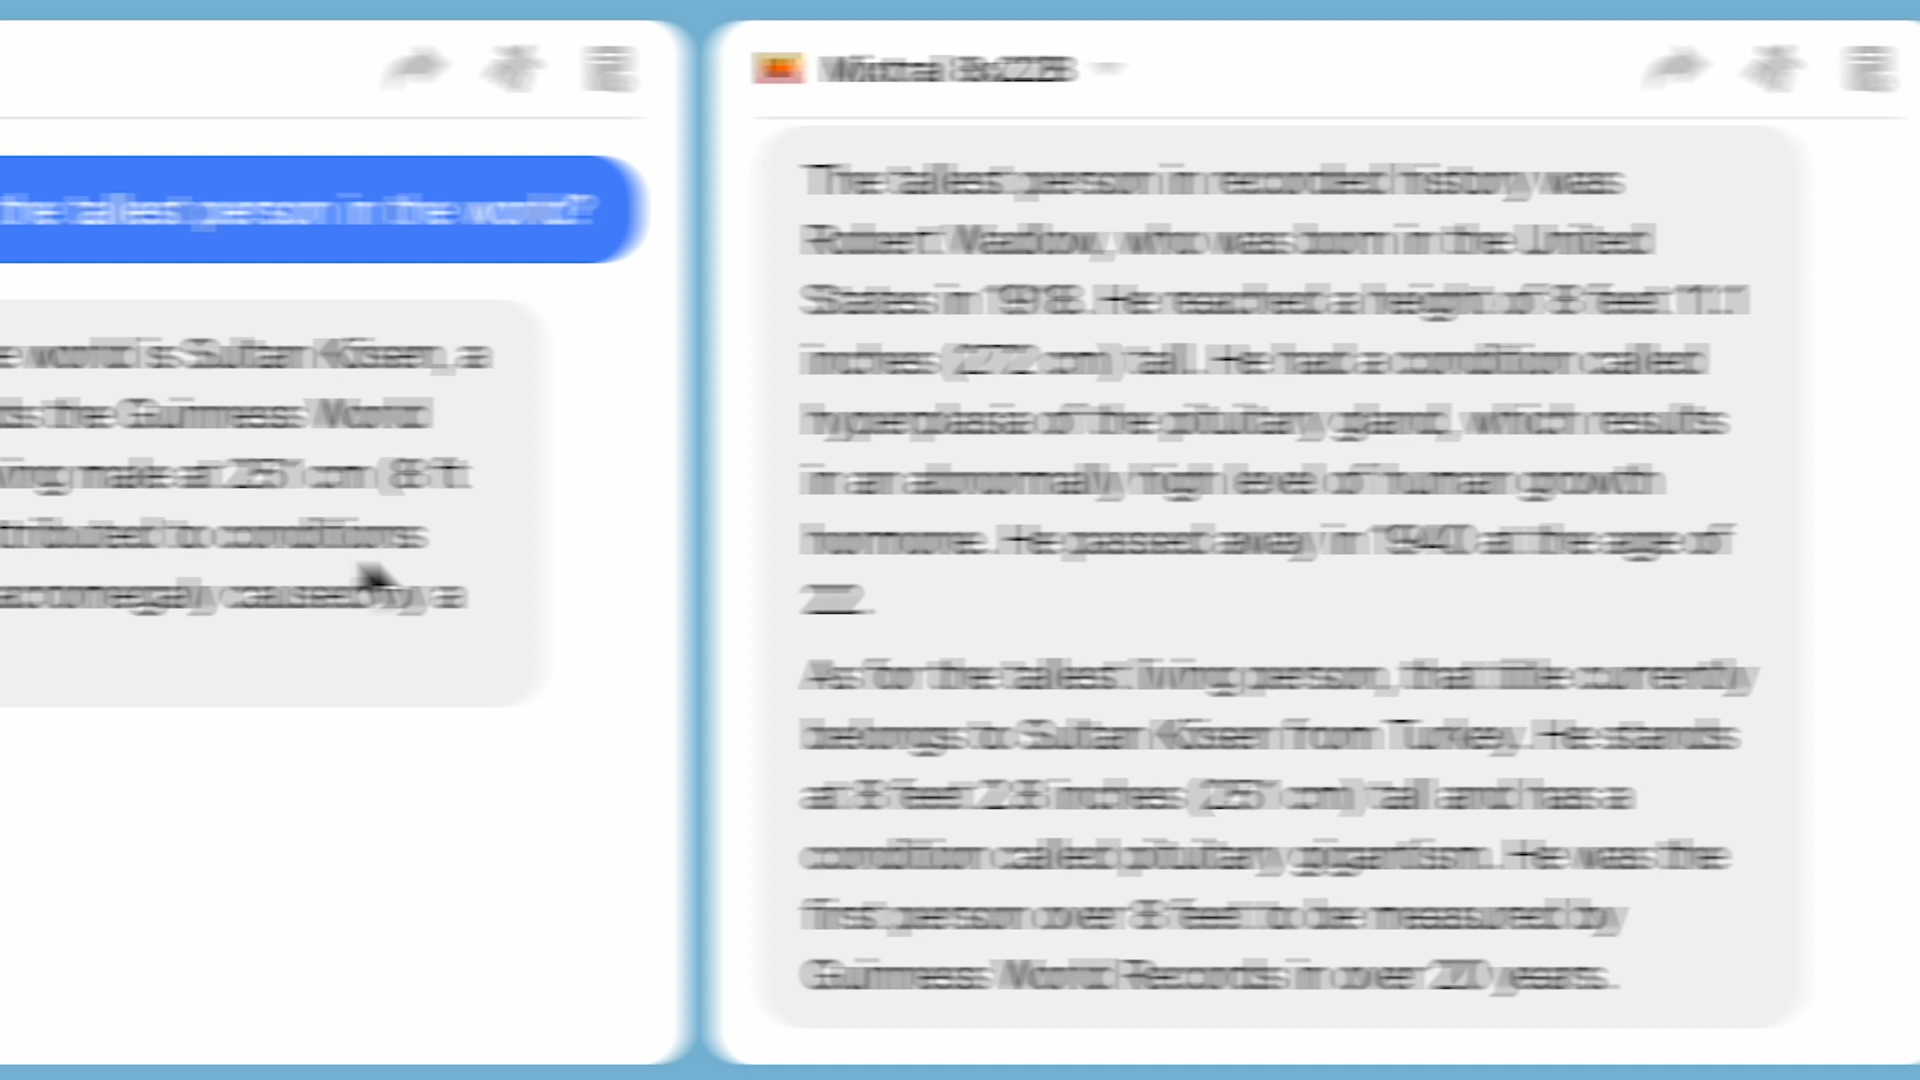 the tallest person in the world?
e world is Sultan Kösen, a
ds the Guinness World
ving male at 251 cm (8 ft
ttributed to conditions
acromegaly caused by a
Mixtral 8x22B
The tallest person in recorded history was
Robert Wadlow, who was born in the United
States in 1918. He reached a height of 8 feet 11.1
inches (272 cm) tall. He had a condition called
hyperplasia of the pituitary gland, which results
in an abnormally high level of human growth
hormone. He passed away in 1940 at the age of
22.
As for the tallest living person, that title currently
belongs to Sultan Kösen from Turkey. He stands
at 8 feet 2.8 inches (251 cm) tall and has a
condition called pituitary gigantism. He was the
first person over 8 feet to be measured by
Guinness World Records in over 20 years.